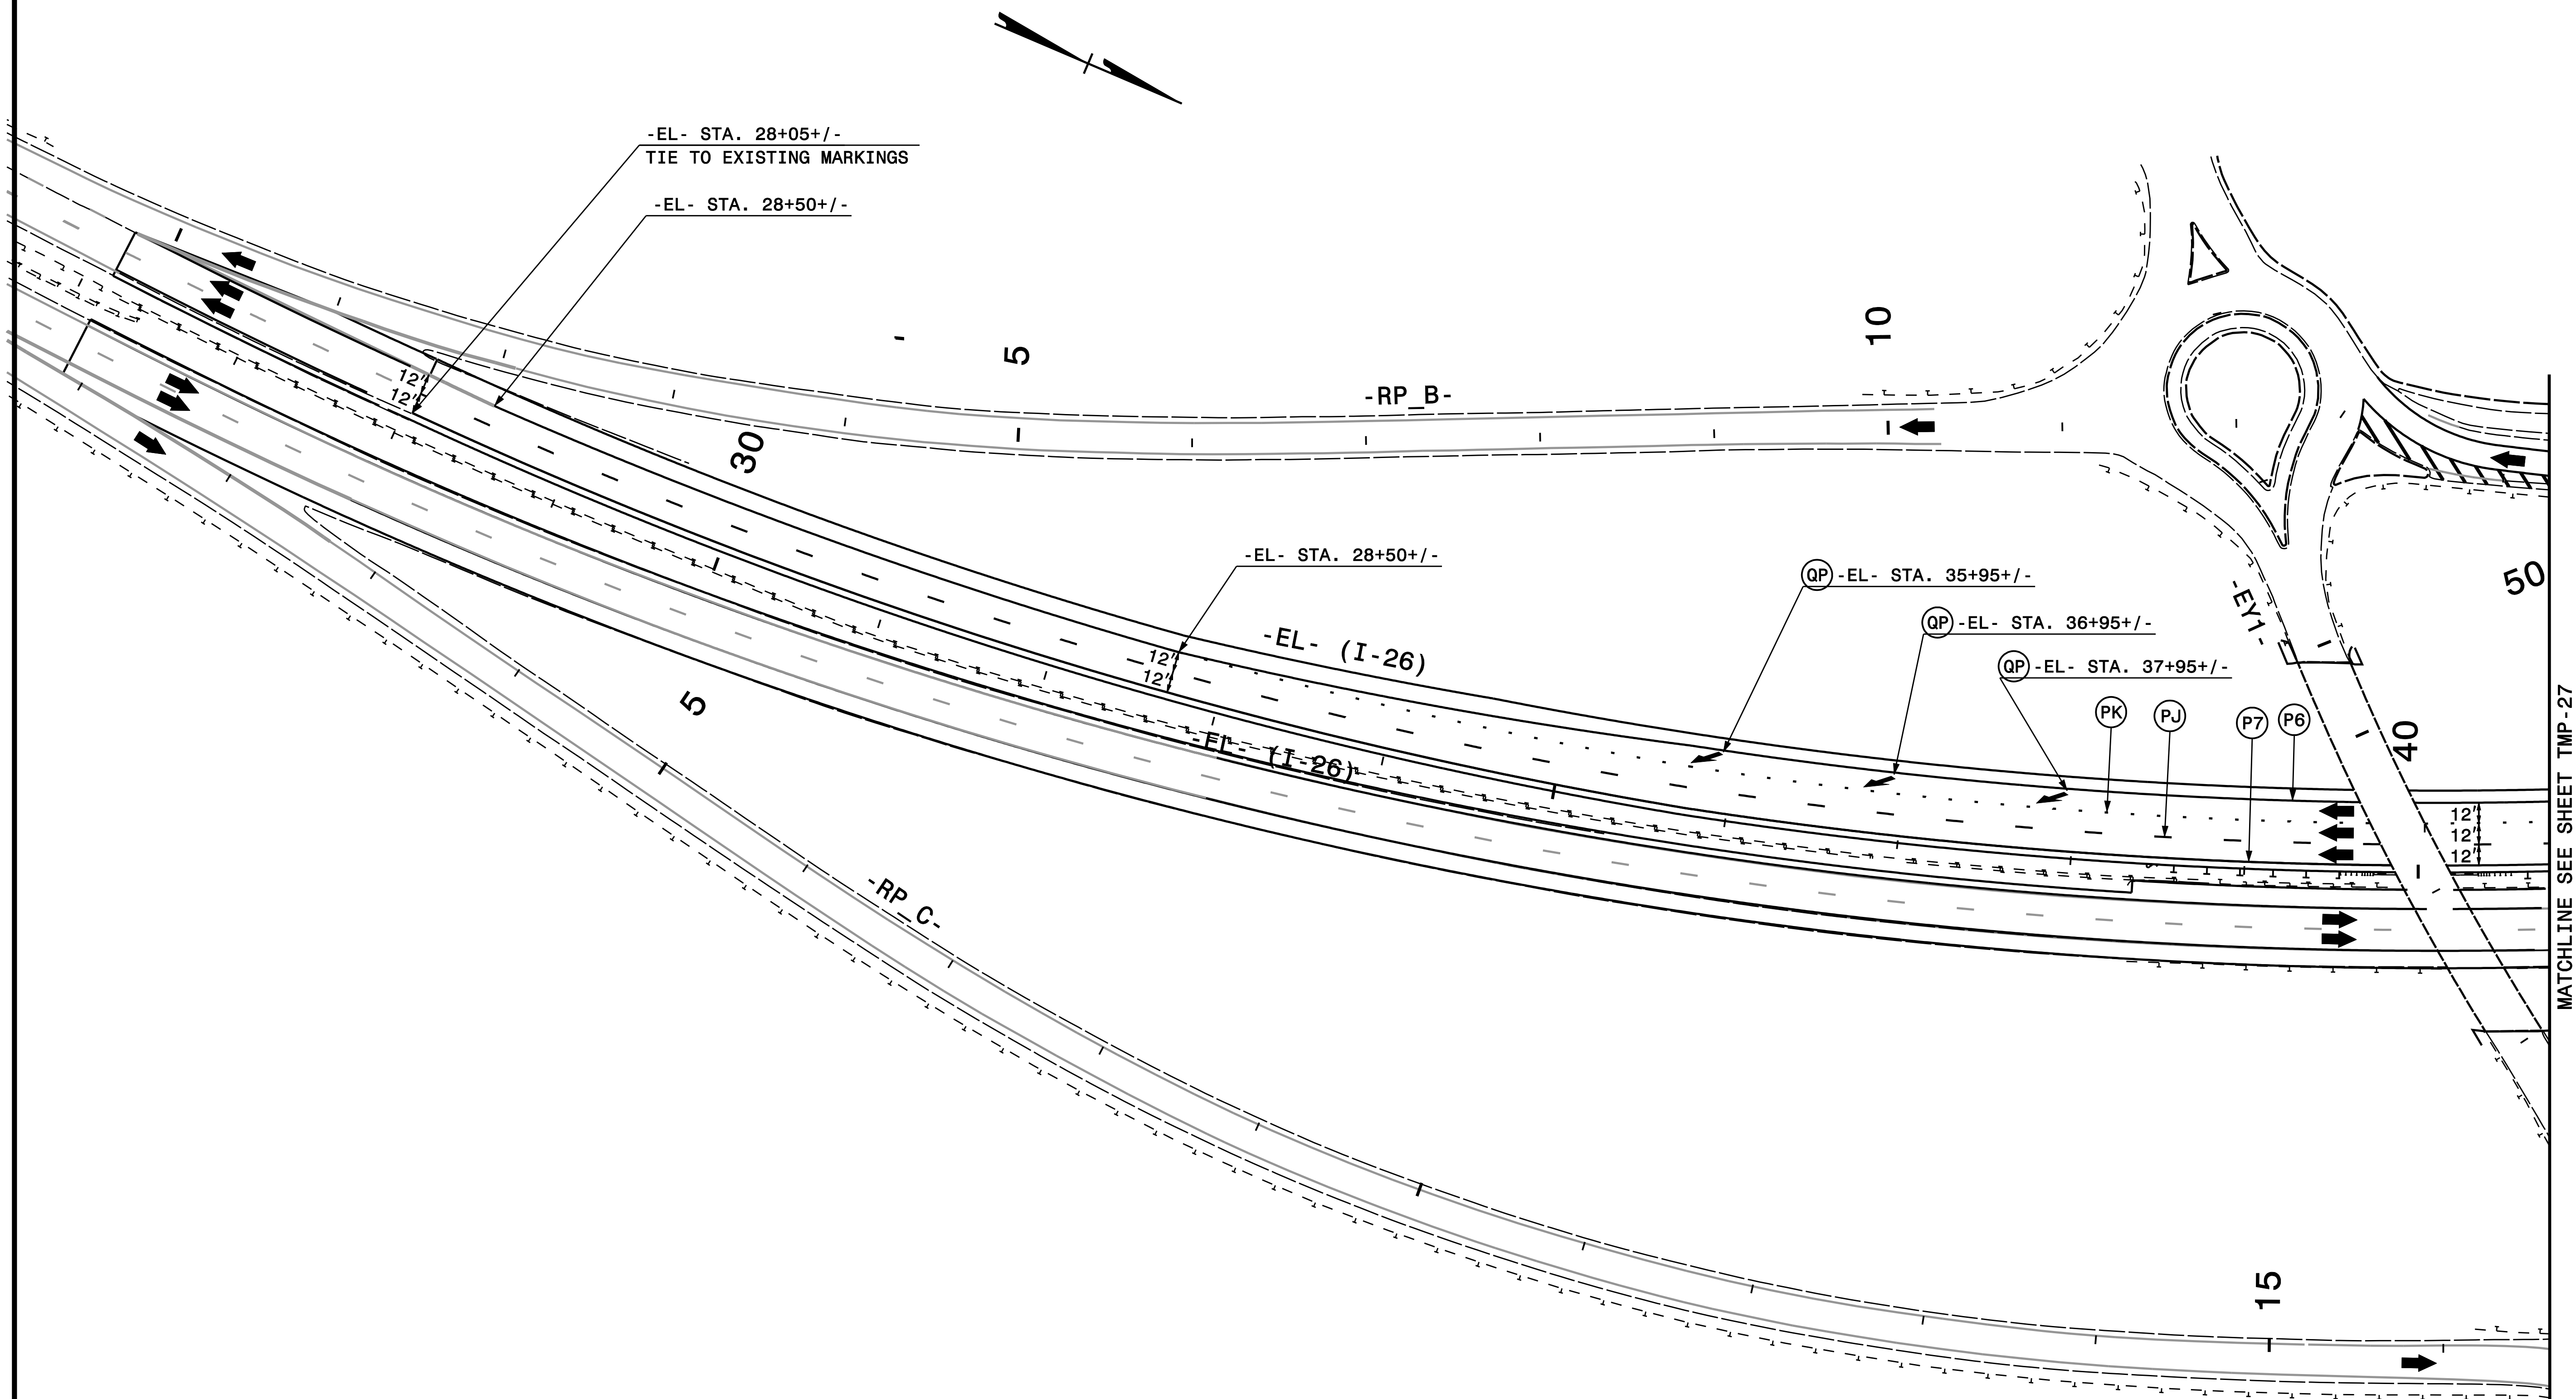 -EL- STA. 28+05+/-
TIE TO EXISTING MARKINGS
-EL- STA. 28+50+/-
12'
12'
30
5
10
-RP_B-
-EL- STA. 28+50+/-
12'
12'
-EL- (I-26)
-EL- (I-26)
QP -EL- STA. 35+95+/-
QP -EL- STA. 36+95+/-
QP -EL- STA. 37+95+/-
PK
PJ
P7
P6
-EY1-
50
40
12'
12'
12'
MATCHLINE SEE SHEET TMP-27
5
-RP_C-
15